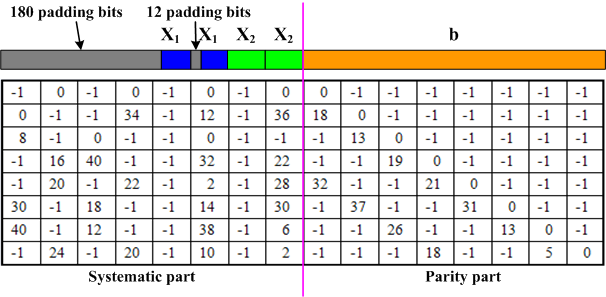 180 padding bits 12 padding bits
X₁ X₁ X₂ X₂ b
-1 0 -1 0 -1 0 -1 0 0 -1 -1 -1 -1 -1 -1 -1
0 -1 -1 34 -1 12 -1 36 18 0 -1 -1 -1 -1 -1 -1
8 -1 0 -1 -1 0 -1 -1 -1 13 0 -1 -1 -1 -1 -1
-1 16 40 -1 -1 32 -1 22 -1 -1 19 0 -1 -1 -1 -1
-1 20 -1 22 -1 2 -1 28 32 -1 -1 21 0 -1 -1 -1
30 -1 18 -1 -1 14 -1 30 -1 37 -1 -1 31 0 -1 -1
40 -1 12 -1 -1 38 -1 6 -1 -1 26 -1 -1 13 0 -1
-1 24 -1 20 -1 10 -1 2 -1 -1 -1 18 -1 -1 5 0
Systematic part Parity part